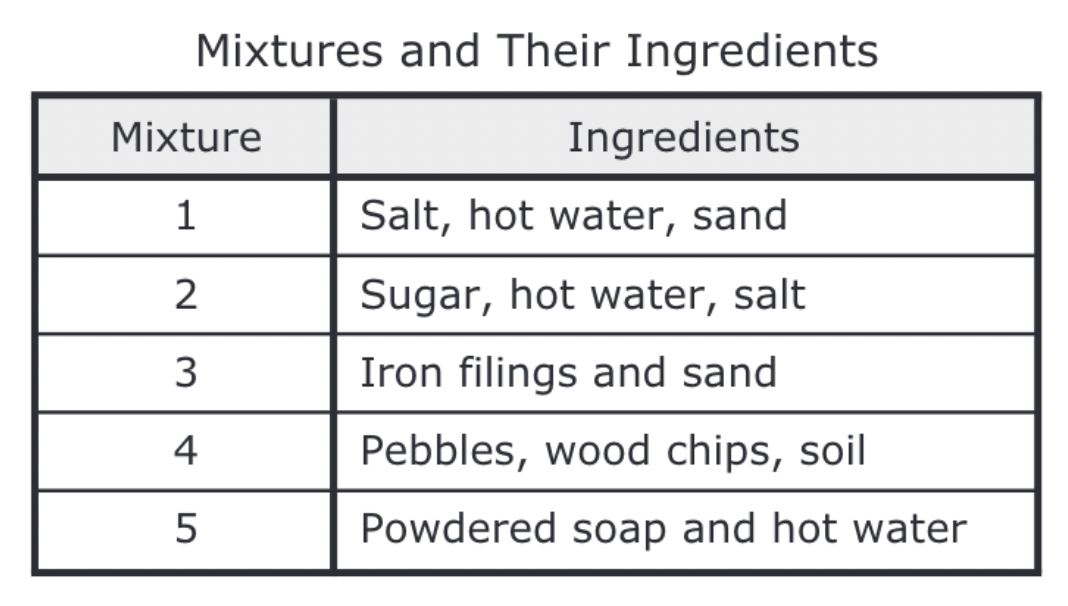 Mixtures and Their Ingredients
Mixture Ingredients
1 Salt, hot water, sand
2 Sugar, hot water, salt
3 Iron filings and sand
4 Pebbles, wood chips, soil
5 Powdered soap and hot water